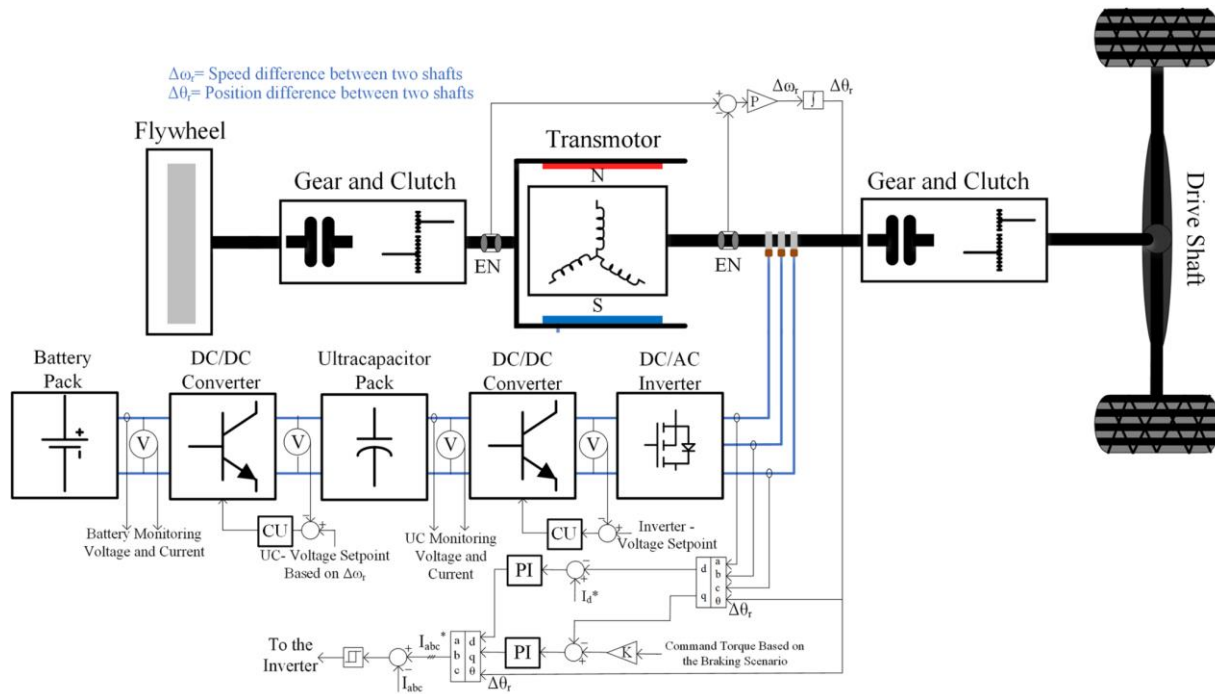 Δωr= Speed difference between two shafts
Δθr= Position difference between two shafts
+
−
P
Δωr
∫
Δθr
Flywheel
Gear and Clutch
Transmotor
Gear and Clutch
Drive Shaft
N
S
EN
EN
Battery
Pack
DC/DC
Converter
Ultracapacitor
Pack
DC/DC
Converter
DC/AC
Inverter
+
-
V
V
V
V
Battery Monitoring
Voltage and Current
CU
−
+
UC- Voltage Setpoint
Based on Δωr
UC Monitoring
Voltage and
Current
CU
−
+
Inverter -
Voltage Setpoint
PI
−
+
Id*
d
q
a
b
c
θ
Δθr
To the
Inverter
+
−
Iabc
Iabc*
a
b
c
d
q
θ
Δθr
PI
−
+
K
Command Torque Based on
the Braking Scenario